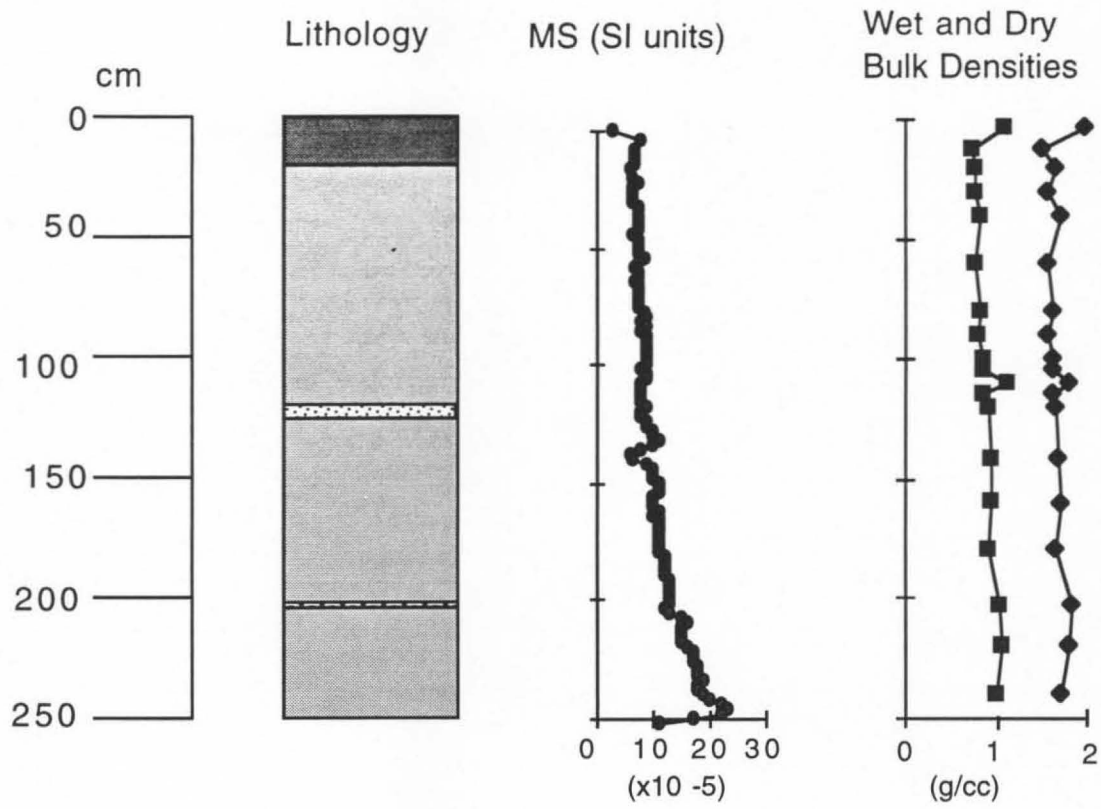 Lithology
MS (SI units)
Wet and Dry
Bulk Densities
cm
0
50
100
150
200
250
0 10 20 30
(x10 -5)
0 1 2
(g/cc)